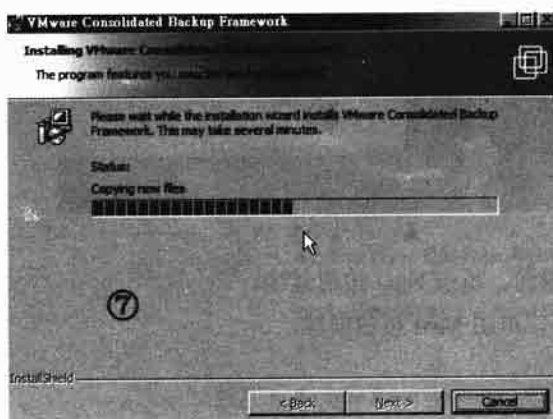 VMware Consolidated Backup Framework
Installing VMware Consolidated
The program features you
Please wait while the installation wizard installs VMware Consolidated Backup
Framework. This may take several minutes.
Status:
Copying new files
⑦
InstallShield
< Back
Next >
Cancel